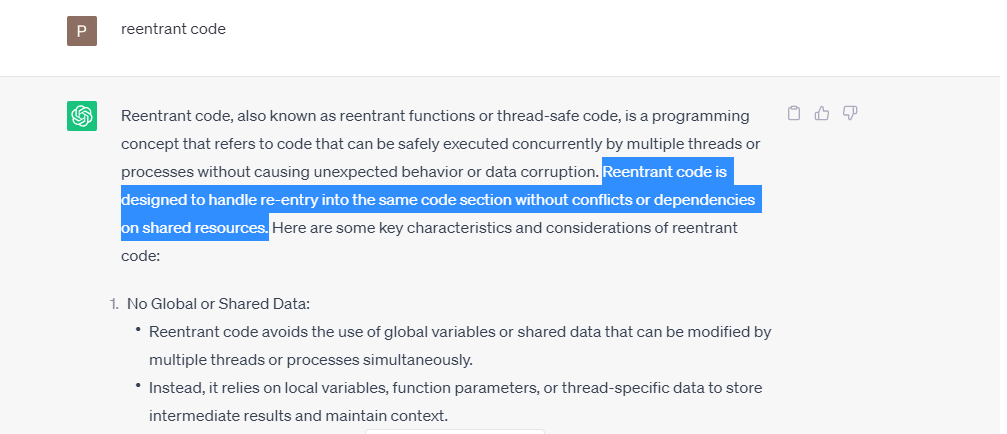 P
reentrant code
Reentrant code, also known as reentrant functions or thread-safe code, is a programming
concept that refers to code that can be safely executed concurrently by multiple threads or
processes without causing unexpected behavior or data corruption. Reentrant code is
designed to handle re-entry into the same code section without conflicts or dependencies
on shared resources. Here are some key characteristics and considerations of reentrant
code:
1. No Global or Shared Data:
• Reentrant code avoids the use of global variables or shared data that can be modified by
multiple threads or processes simultaneously.
• Instead, it relies on local variables, function parameters, or thread-specific data to store
intermediate results and maintain context.